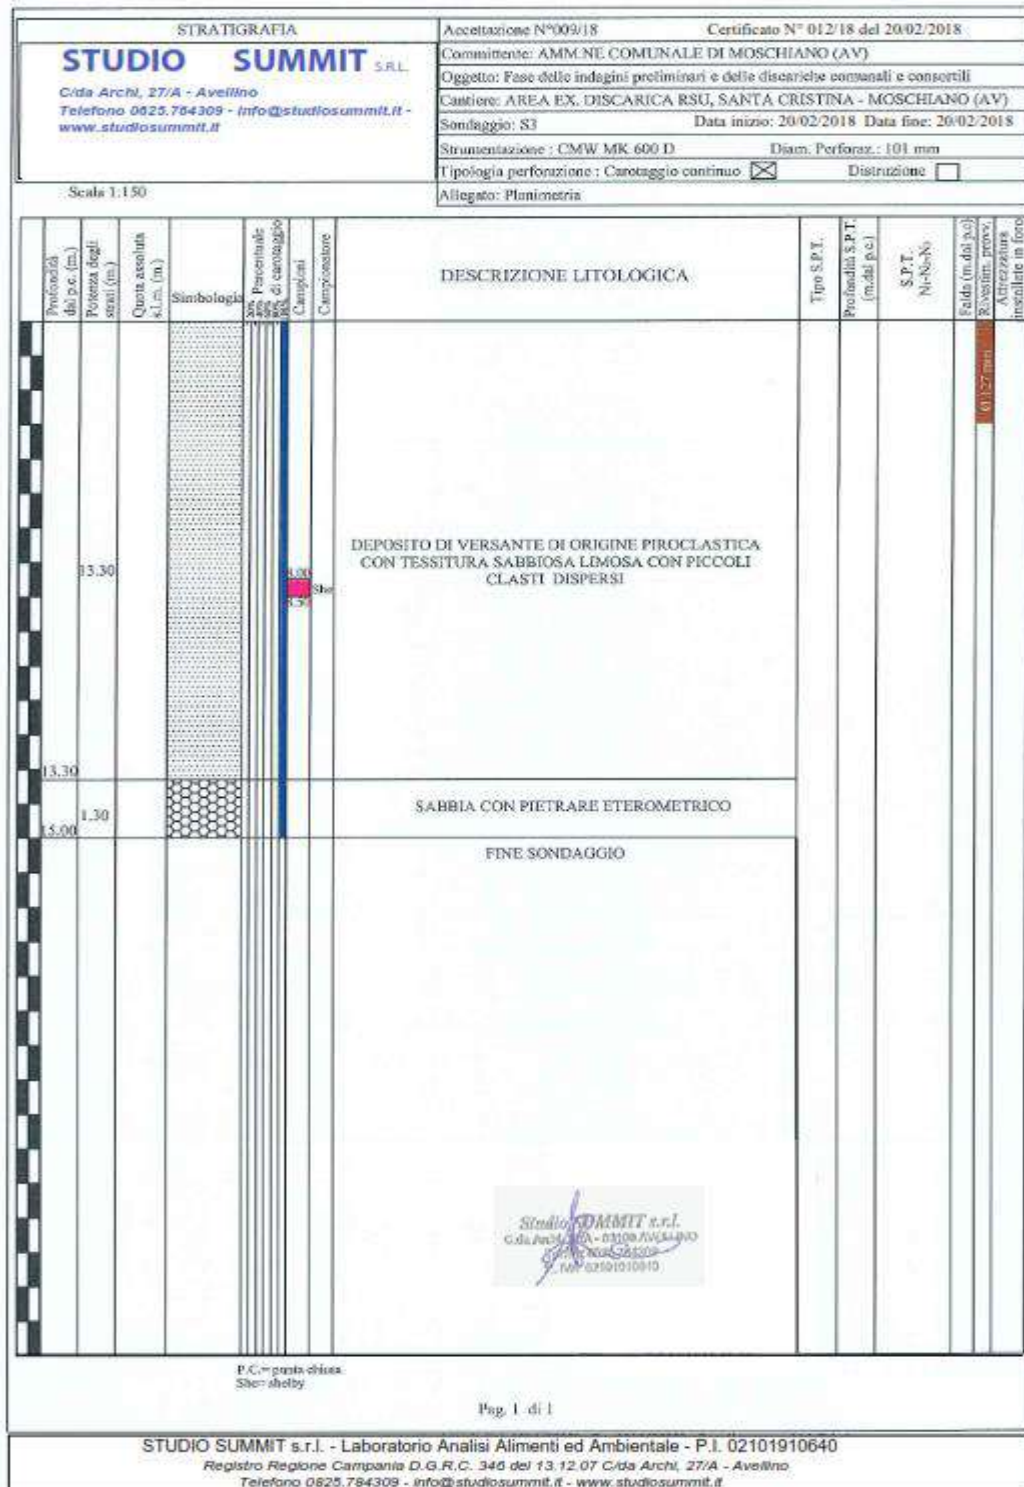 STRATIGRAFIA
STUDIO SUMMIT S.R.L.
C/da Archi, 27/A - Avellino
Telefono 0825.784309 - info@studiosummit.it -
www.studiosummit.it
Scala 1:150
Accettazione N°009/18 Certificato N° 012/18 del 20/02/2018
Committente: AMM.NE COMUNALE DI MOSCHIANO (AV)
Oggetto: Fase delle indagini preliminari e delle discariche comunali e consortili
Cantiere: AREA EX. DISCARICA RSU, SANTA CRISTINA - MOSCHIANO (AV)
Sondaggio: S3 Data inizio: 20/02/2018 Data fine: 20/02/2018
Strumentazione : CMW MK 600 D Diam. Perforaz.: 101 mm
Tipologia perforazione : Carotaggio continuo Distruzione
Allegato: Planimetria
Profondità dal p.c. (m.)
Potenza degli strati (m.)
Quota assoluta s.l.m. (m.)
Simbologia
Percentuale di carotaggio
20% 40% 60% 80%
Campioni
Campionatore
DESCRIZIONE LITOLOGICA
Tipo S.P.T.
Profondità S.P.T. (m.dal p.c.)
S.P.T. N1-N2-N3
Falda (m.dal p.c)
Rivestim. provv.
Attrezzatura installate in foro
127 mm
DEPOSITO DI VERSANTE DI ORIGINE PIROCLASTICA
CON TESSITURA SABBIOSA LIMOSA CON PICCOLI
CLASTI DISPERSI
13.30
She
13.30
SABBIA CON PIETRARE ETEROMETRICO
1.30
15.00
FINE SONDAGGIO
Studio SUMMIT s.r.l.
P.C.= punta chiusa
She= shelby
Pag. 1 di 1
STUDIO SUMMIT s.r.l. - Laboratorio Analisi Alimenti ed Ambientale - P.I. 02101910640
Registro Regione Campania D.G.R.C. 346 del 13.12.07 C/da Archi, 27/A - Avellino
Telefono 0825.784309 - info@studiosummit.it - www.studiosummit.it